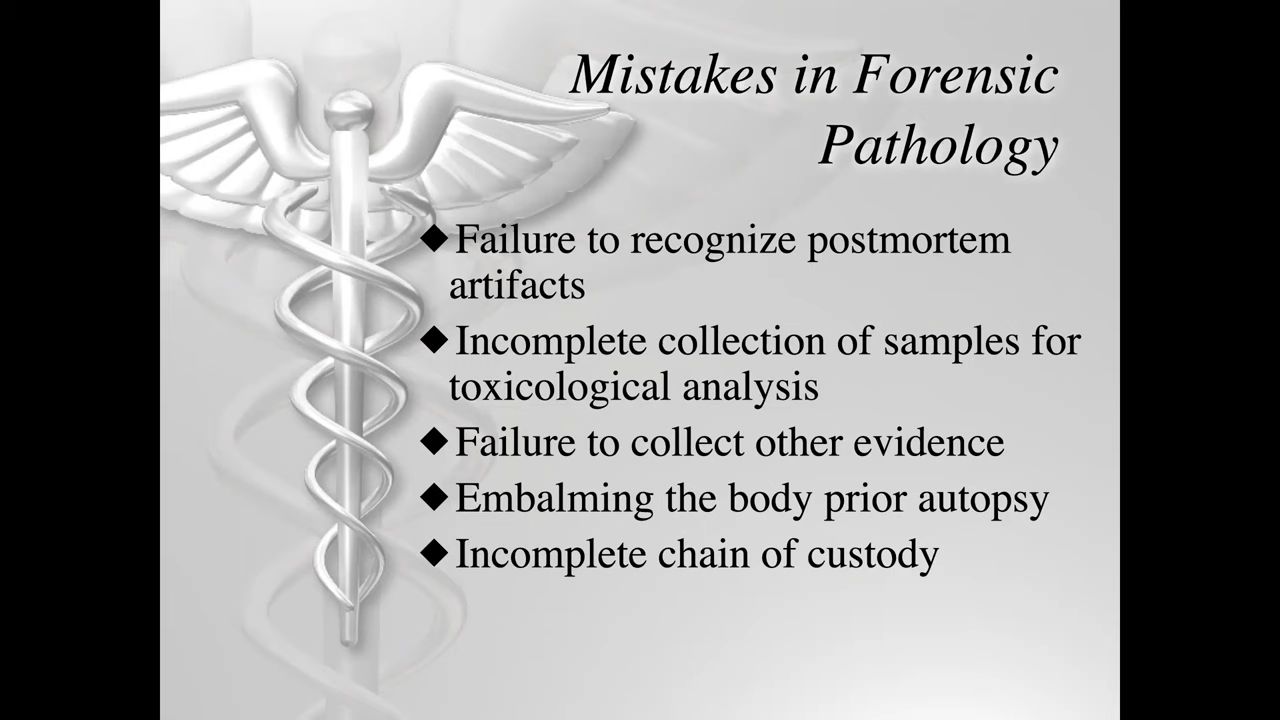 Mistakes in Forensic
Pathology
◆Failure to recognize postmortem
artifacts
◆Incomplete collection of samples for
toxicological analysis
◆Failure to collect other evidence
◆Embalming the body prior autopsy
◆Incomplete chain of custody